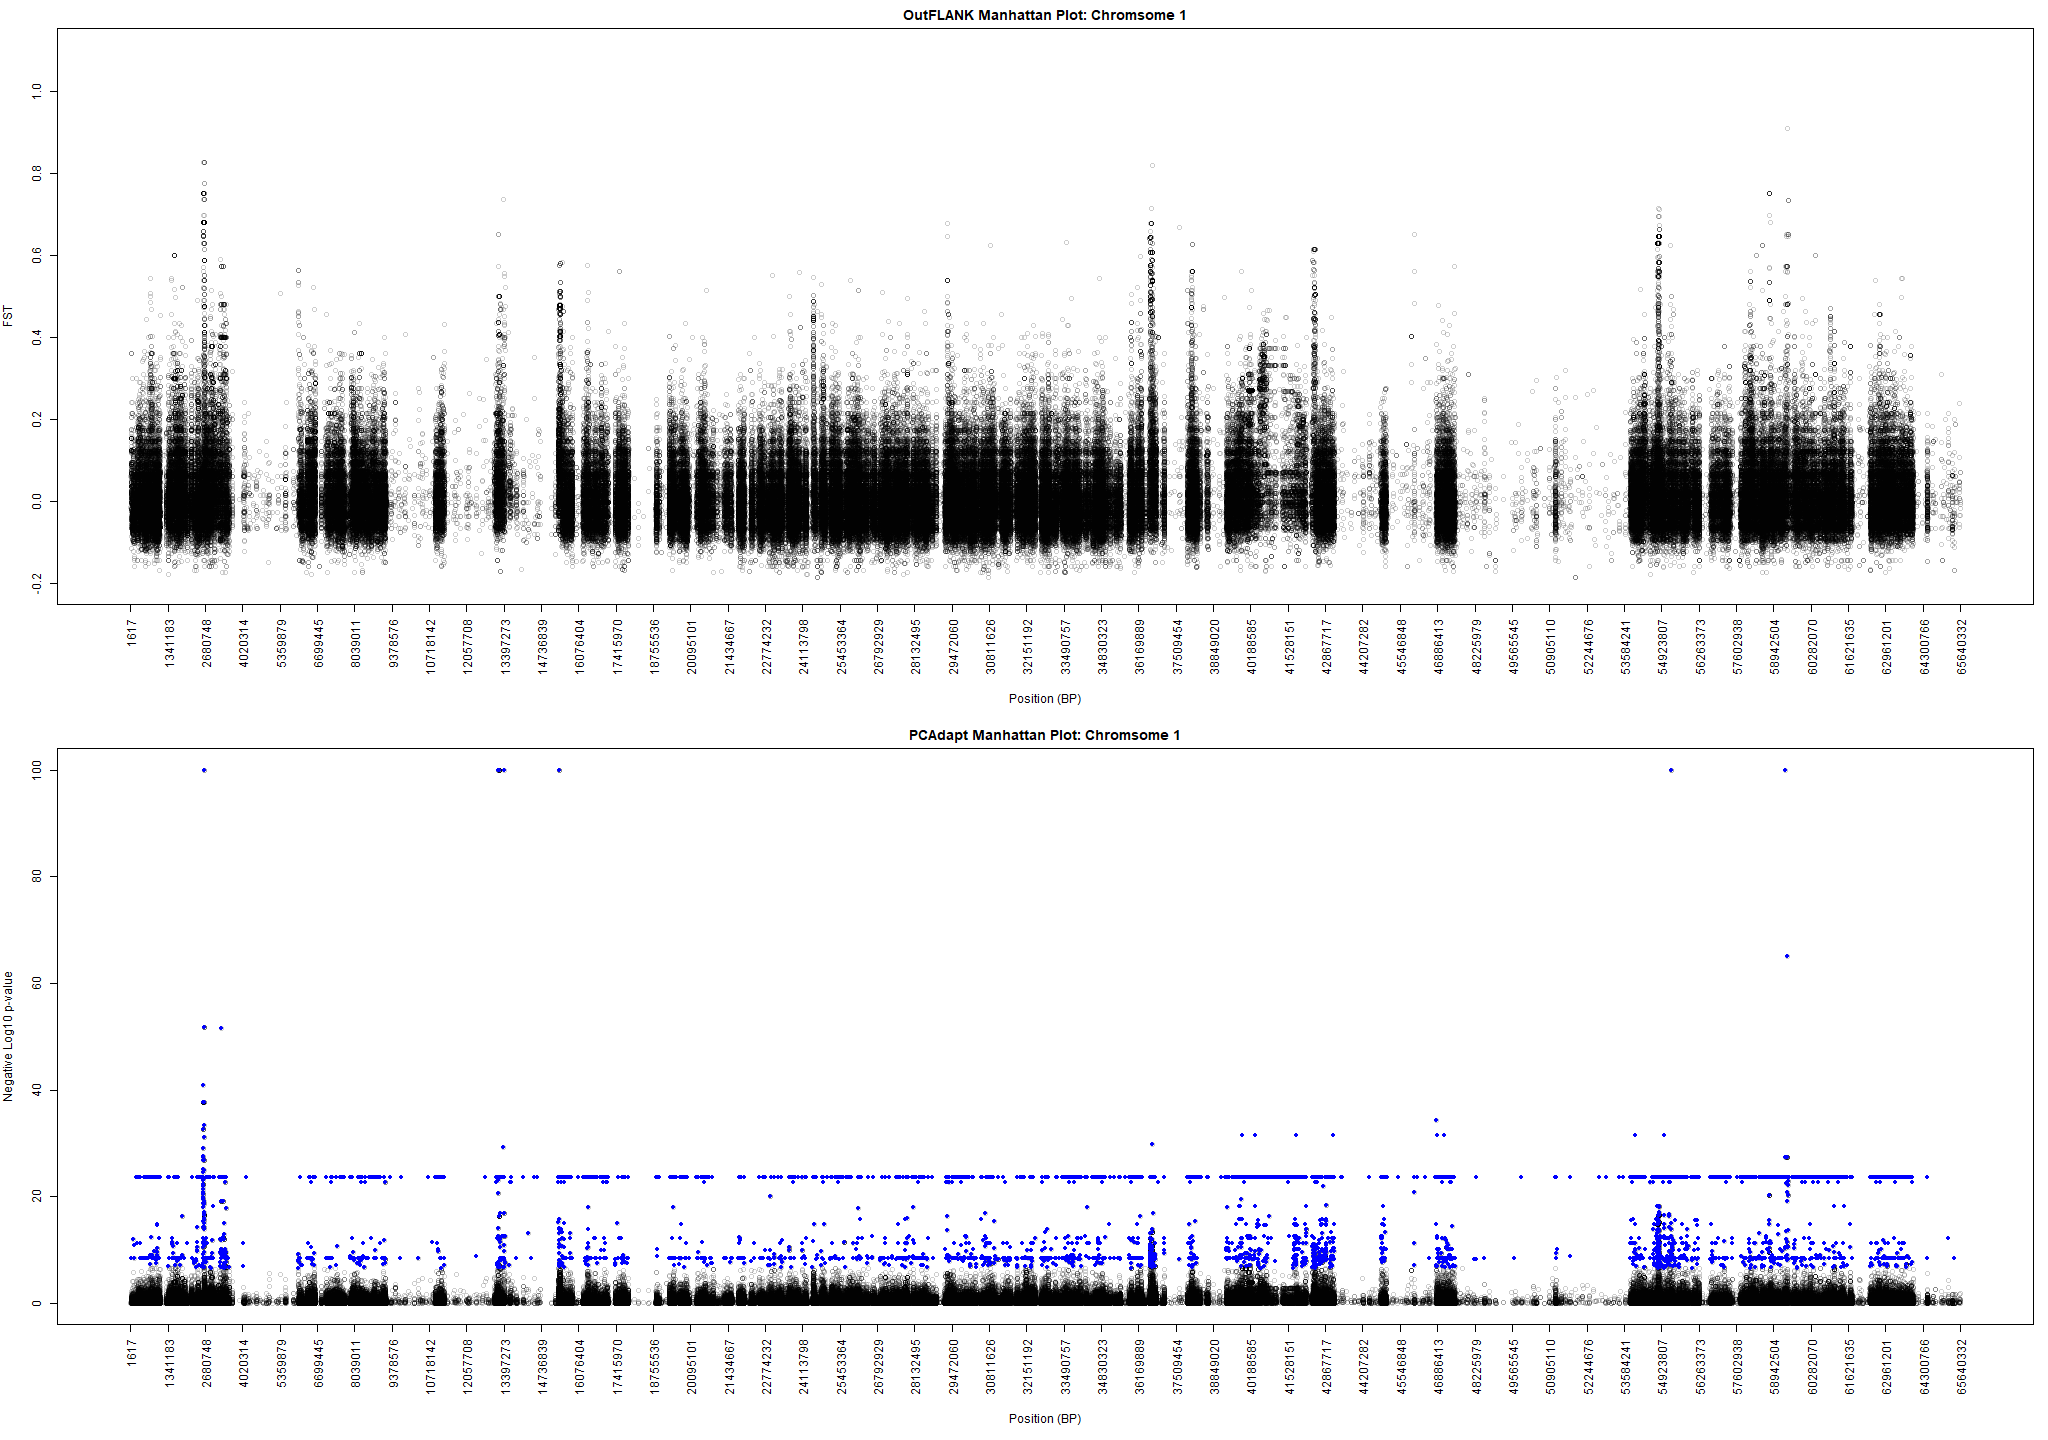 OutFLANK Manhattan Plot: Chromsome 1
FST
1.0
0.8
0.6
0.4
0.2
0.0
-0.2
1617 1341183 2680748 4020314 5359879 6699445 8039011 9378576 10718142 12057708 13397273 14736839 16076404 17415970 18755536 20095101 21434667 22774232 24113798 25453364 26792929 28132495 29472060 30811626 32151192 33490757 34830323 36169889 37509454 38849020 40188585 41528151 42867717 44207282 45546848 46886413 48225979 49565545 50905110 52244676 53584241 54923807 56263373 57602938 58942504 60282070 61621635 62961201 64300766 65640332
Position (BP)
PCAdapt Manhattan Plot: Chromsome 1
Negative Log10 p-value
100
80
60
40
20
0
1617 1341183 2680748 4020314 5359879 6699445 8039011 9378576 10718142 12057708 13397273 14736839 16076404 17415970 18755536 20095101 21434667 22774232 24113798 25453364 26792929 28132495 29472060 30811626 32151192 33490757 34830323 36169889 37509454 38849020 40188585 41528151 42867717 44207282 45546848 46886413 48225979 49565545 50905110 52244676 53584241 54923807 56263373 57602938 58942504 60282070 61621635 62961201 64300766 65640332
Position (BP)